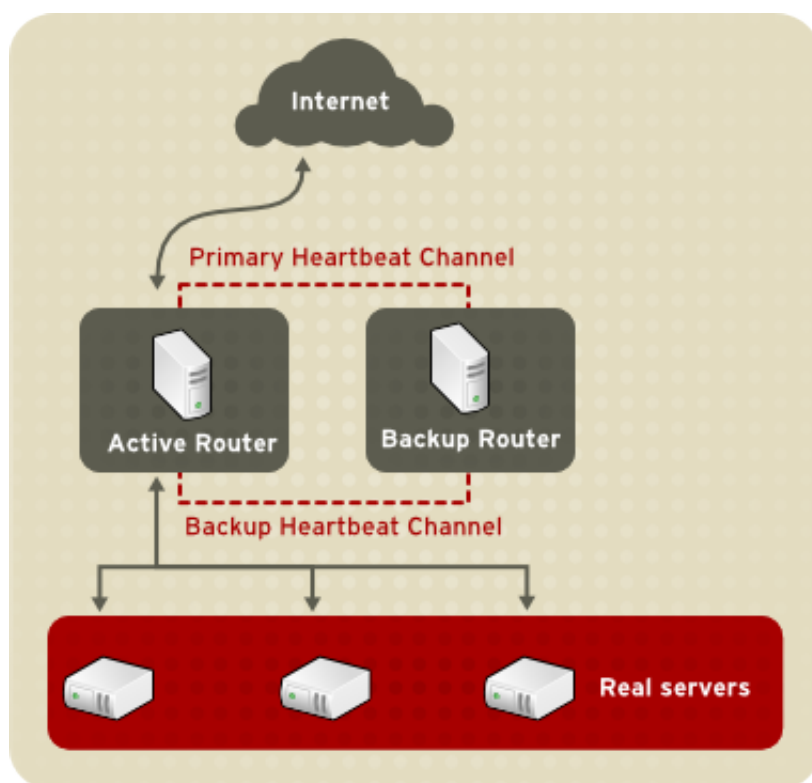 Internet
Primary Heartbeat Channel
Active Router
Backup Router
Backup Heartbeat Channel
Real servers